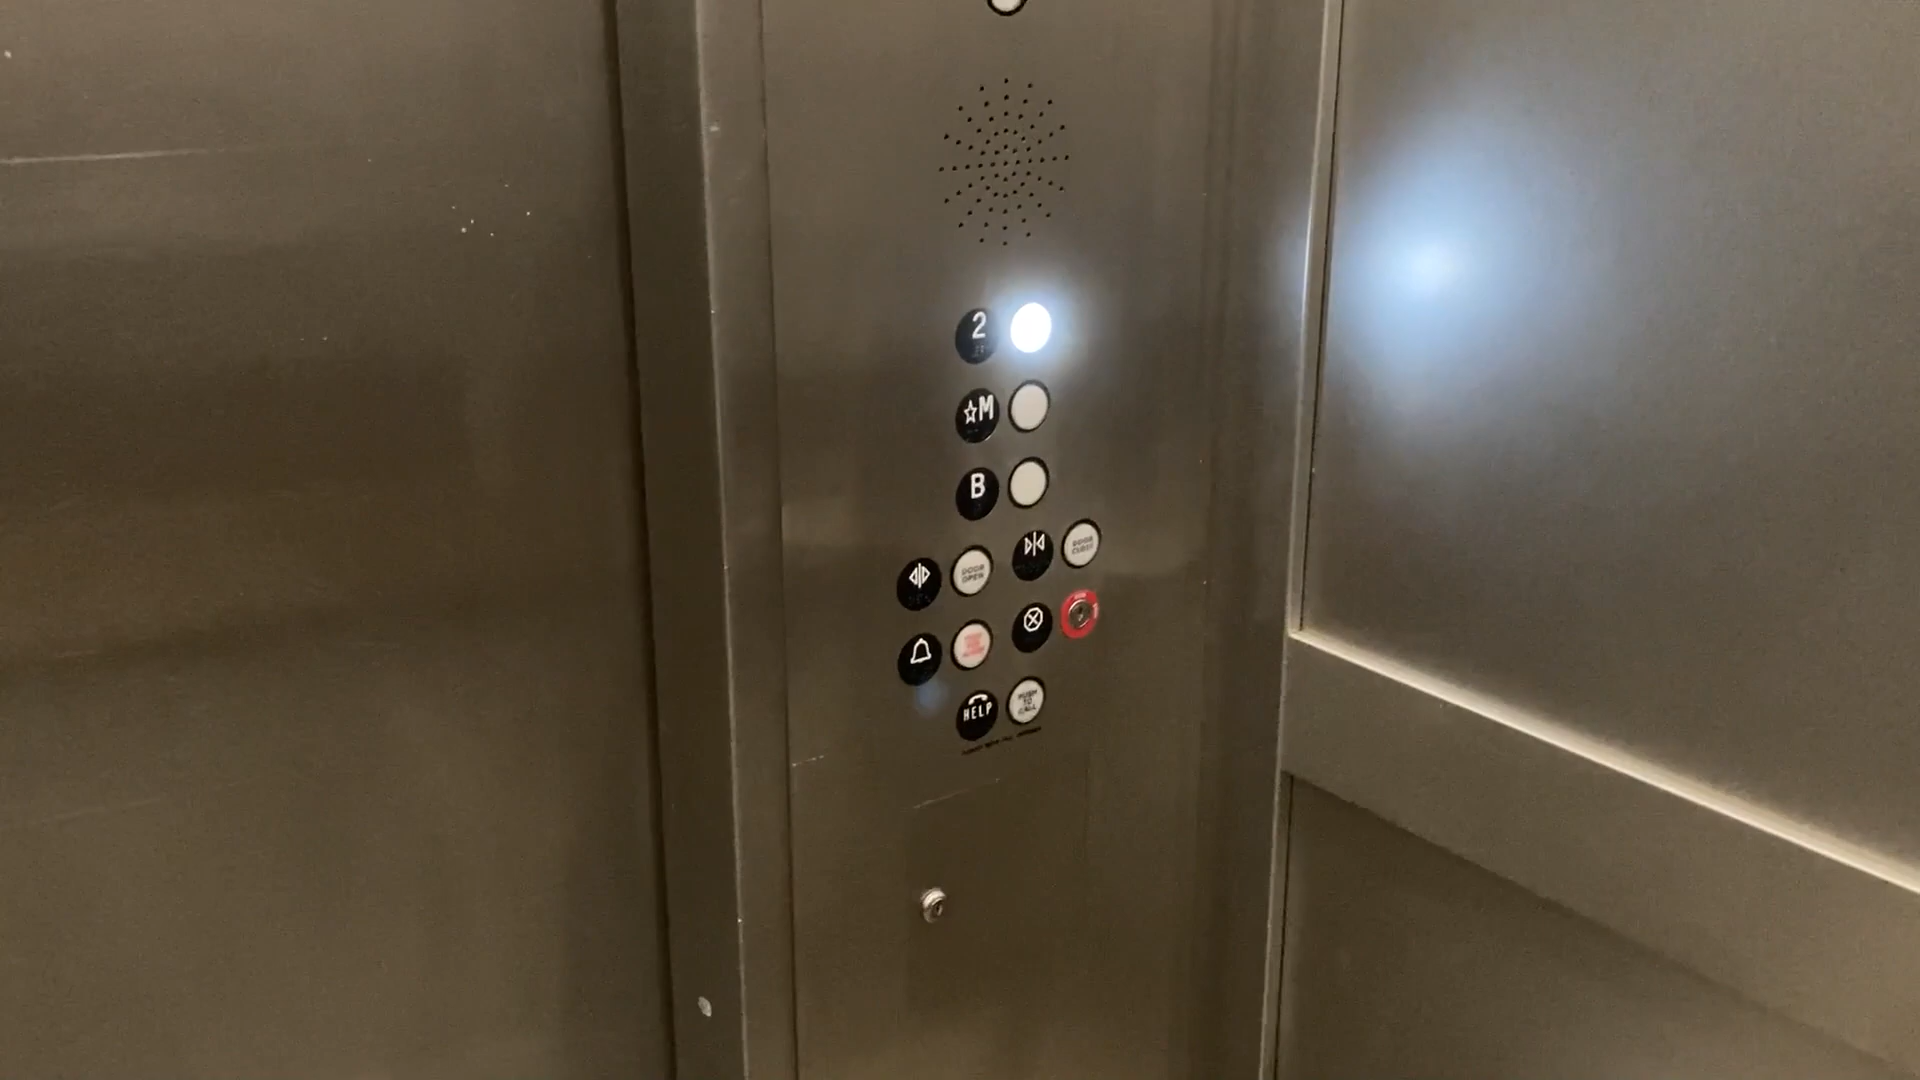 2
☆M
B
DOOR OPEN
DOOR CLOSE
HELP
PUSH TO CALL